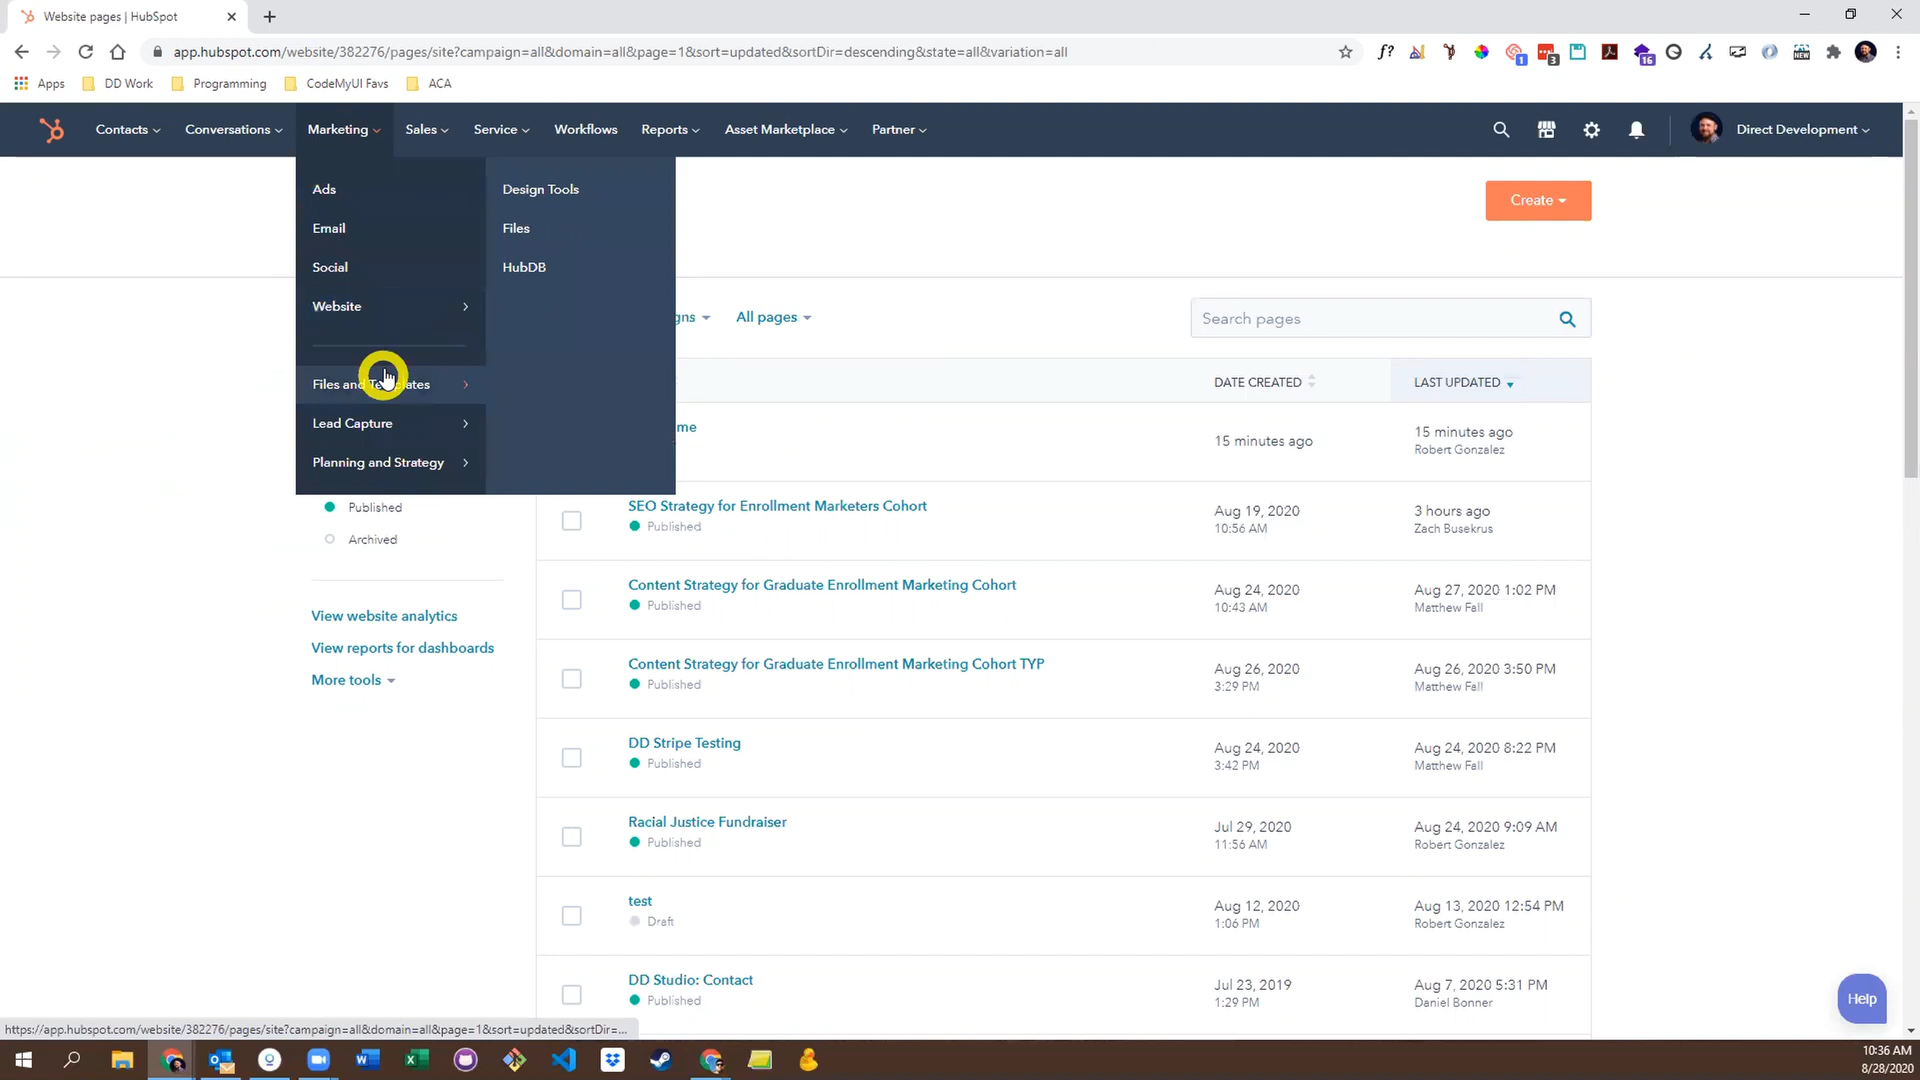 Website pages | HubSpot
app.hubspot.com/website/382276/pages/site?campaign=all&domain=all&page=1&sort=updated&sortDir=descending&state=all&variation=all
f?
1
3
16
NEW
Apps
DD Work
Programming
CodeMyUI Favs
ACA
Contacts
Conversations
Marketing
Sales
Service
Workflows
Reports
Asset Marketplace
Partner
Direct Development
Ads
Email
Social
Website
Files and Templates
Lead Capture
Planning and Strategy
Design Tools
Files
HubDB
Create
gns
All pages
Search pages
DATE CREATED
LAST UPDATED
me
15 minutes ago
15 minutes ago
Robert Gonzalez
Published
Archived
View website analytics
View reports for dashboards
More tools
SEO Strategy for Enrollment Marketers Cohort
Published
Aug 19, 2020
10:56 AM
3 hours ago
Zach Busekrus
Content Strategy for Graduate Enrollment Marketing Cohort
Published
Aug 24, 2020
10:43 AM
Aug 27, 2020 1:02 PM
Matthew Fall
Content Strategy for Graduate Enrollment Marketing Cohort TYP
Published
Aug 26, 2020
3:29 PM
Aug 26, 2020 3:50 PM
Matthew Fall
DD Stripe Testing
Published
Aug 24, 2020
3:42 PM
Aug 24, 2020 8:22 PM
Matthew Fall
Racial Justice Fundraiser
Published
Jul 29, 2020
11:56 AM
Aug 24, 2020 9:09 AM
Robert Gonzalez
test
Draft
Aug 12, 2020
1:06 PM
Aug 13, 2020 12:54 PM
Robert Gonzalez
DD Studio: Contact
Published
Jul 23, 2019
1:29 PM
Aug 7, 2020 5:31 PM
Daniel Bonner
Help
https://app.hubspot.com/website/382276/pages/site?campaign=all&domain=all&page=1&sort=updated&sortDir=...
10:36 AM
8/28/2020